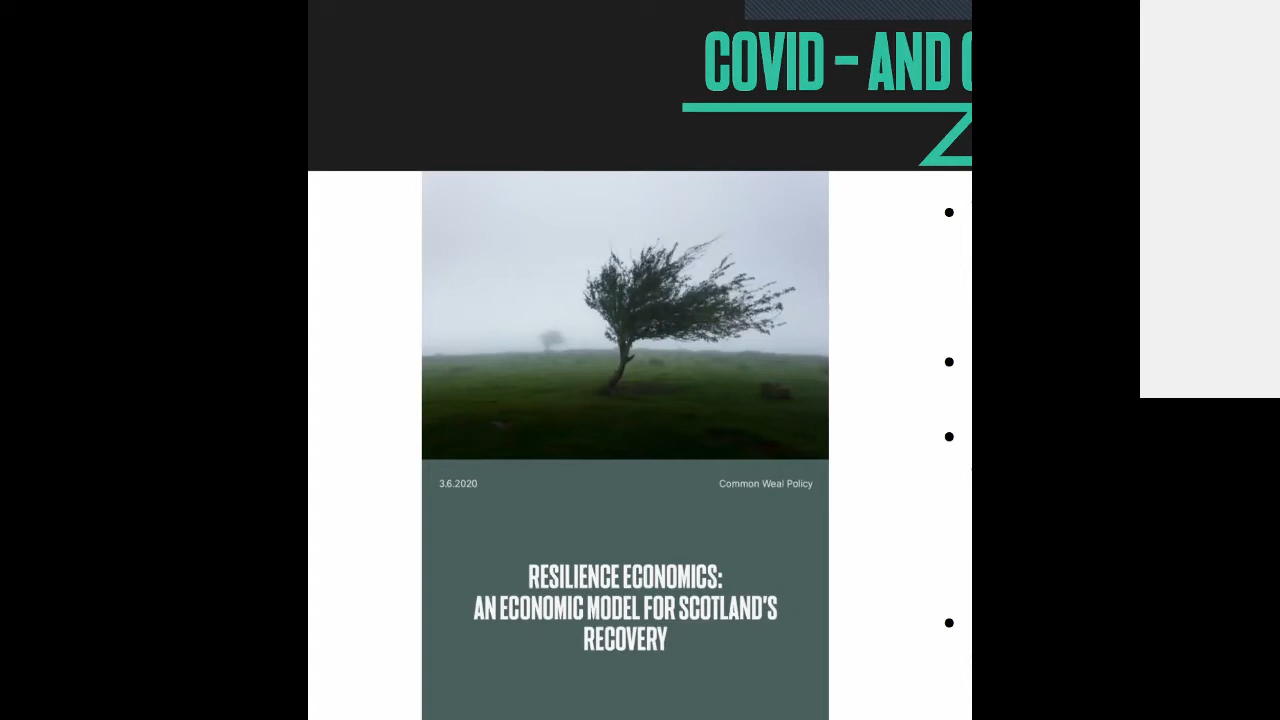 COVID – AND
3.6.2020
Common Weal Policy
RESILIENCE ECONOMICS:
AN ECONOMIC MODEL FOR SCOTLAND'S
RECOVERY